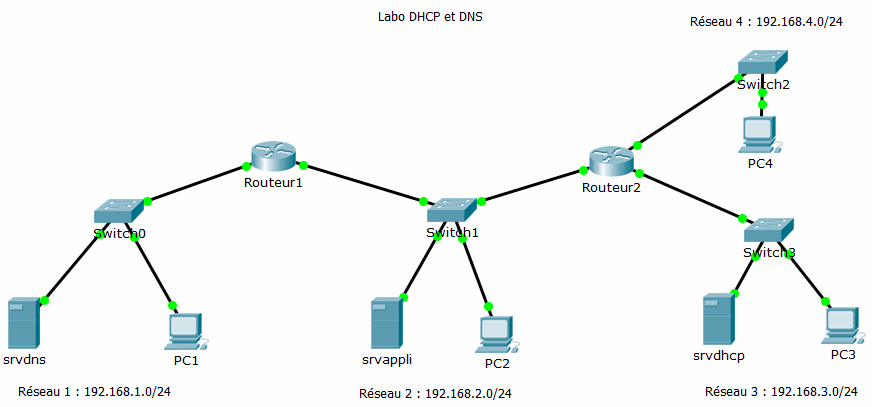 Labo DHCP et DNS
Réseau 4 : 192.168.4.0/24
Switch2
PC4
Routeur1
Routeur2
Switch0
Switch1
Switch3
srvdns
PC1
srvappli
PC2
srvdhcp
PC3
Réseau 1 : 192.168.1.0/24
Réseau 2 : 192.168.2.0/24
Réseau 3 : 192.168.3.0/24